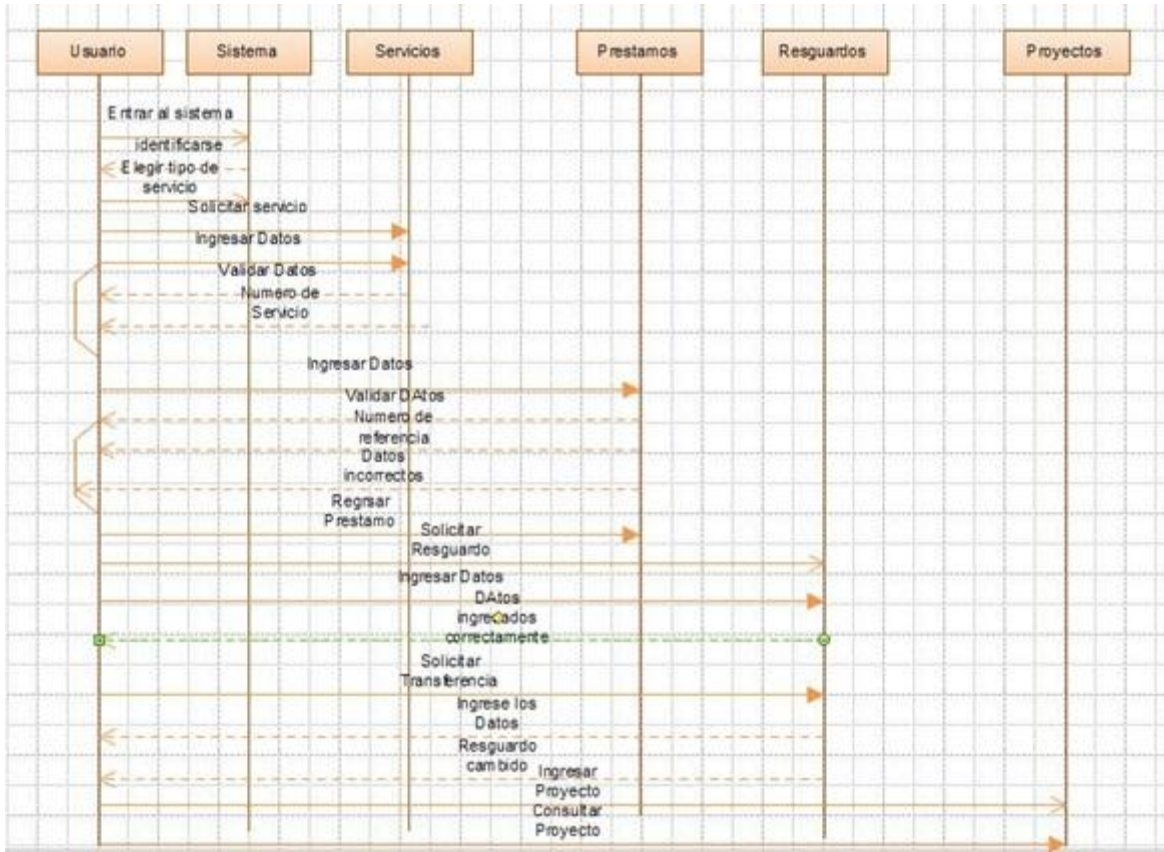 Usuario
Sistema
Servicios
Prestamos
Resguardos
Proyectos
Entrar al sistema
identificarse
Elegir tipo de
servicio
Solicitar servicio
Ingresar Datos
Validar Datos
Numero de
Servicio
Ingresar Datos
Validar DAtos
Numero de
referencia
Datos
incorrectos
Regrsar
Prestamo
Solicitar
Resguardo
Ingresar Datos
DAtos
ingresados
correctamente
Solicitar
Transferencia
Ingrese los
Datos
Resguardo
cambido
Ingresar
Proyecto
Consultar
Proyecto